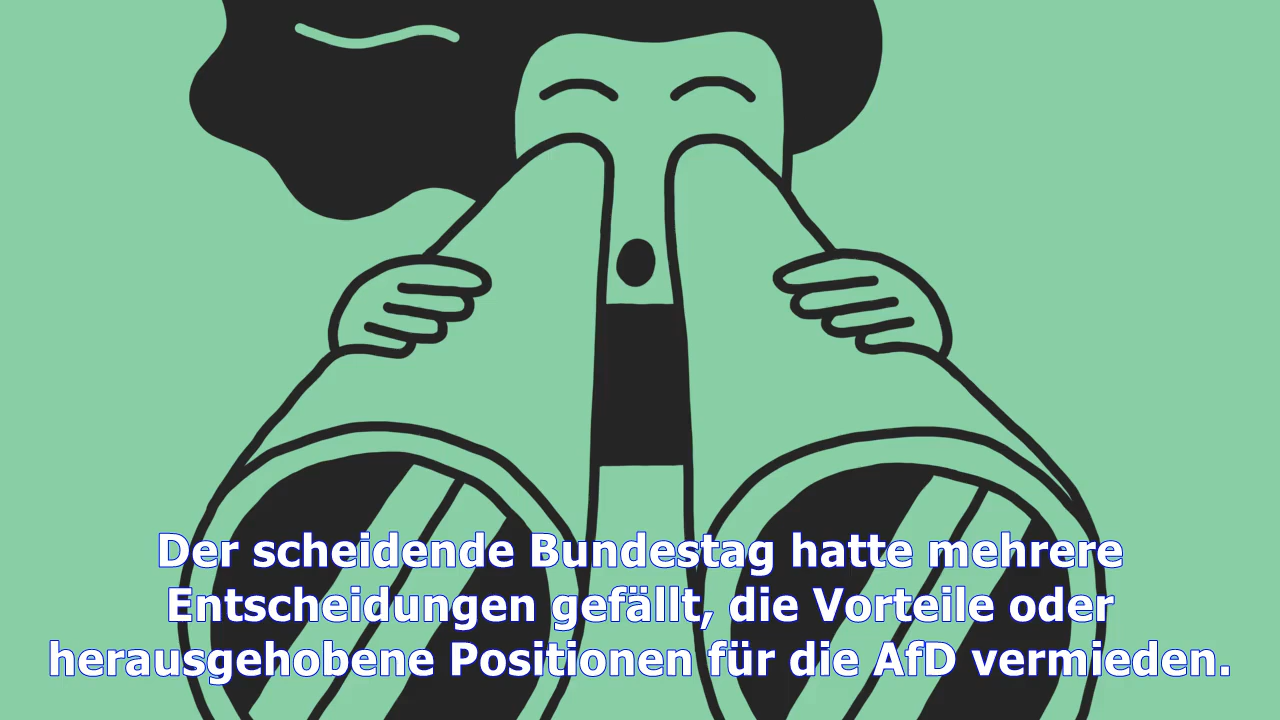 Der scheidende Bundestag hatte mehrere
Entscheidungen gefällt, die Vorteile oder
herausgehobene Positionen für die AfD vermieden.